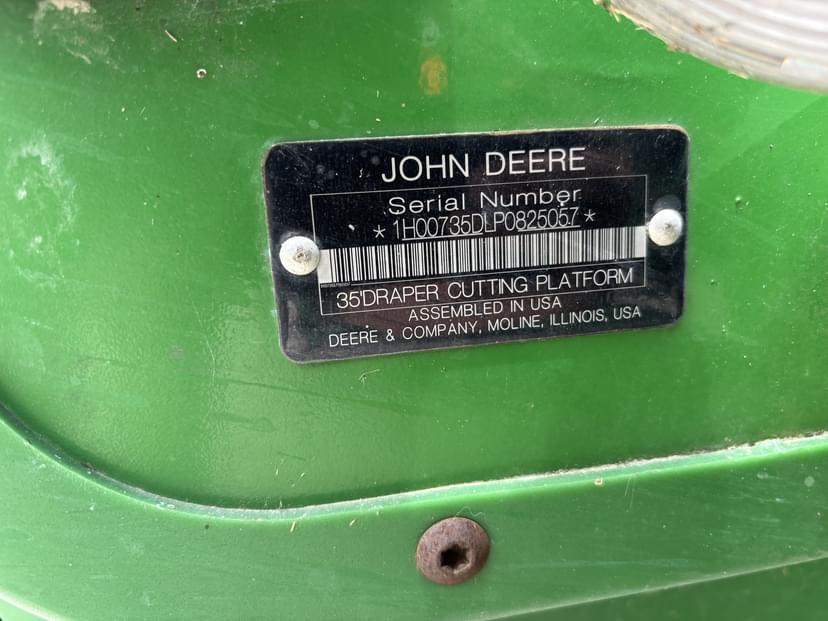 JOHN DEERE
Serial Number
* 1H00735DLP0825057 *
35'DRAPER CUTTING PLATFORM
ASSEMBLED IN USA
DEERE & COMPANY, MOLINE, ILLINOIS, USA